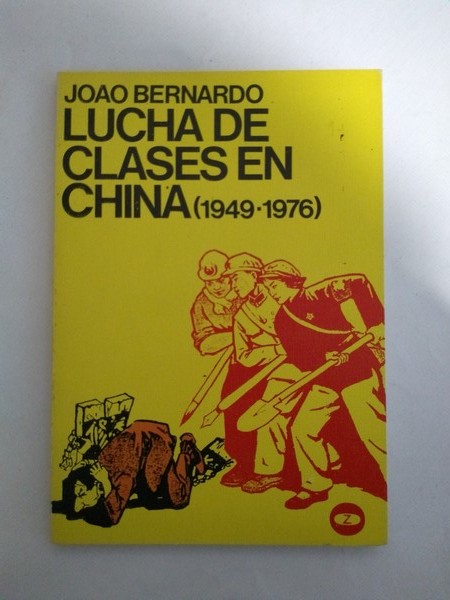 JOAO BERNARDO
LUCHA DE
CLASES EN
CHINA (1949-1976)
Z